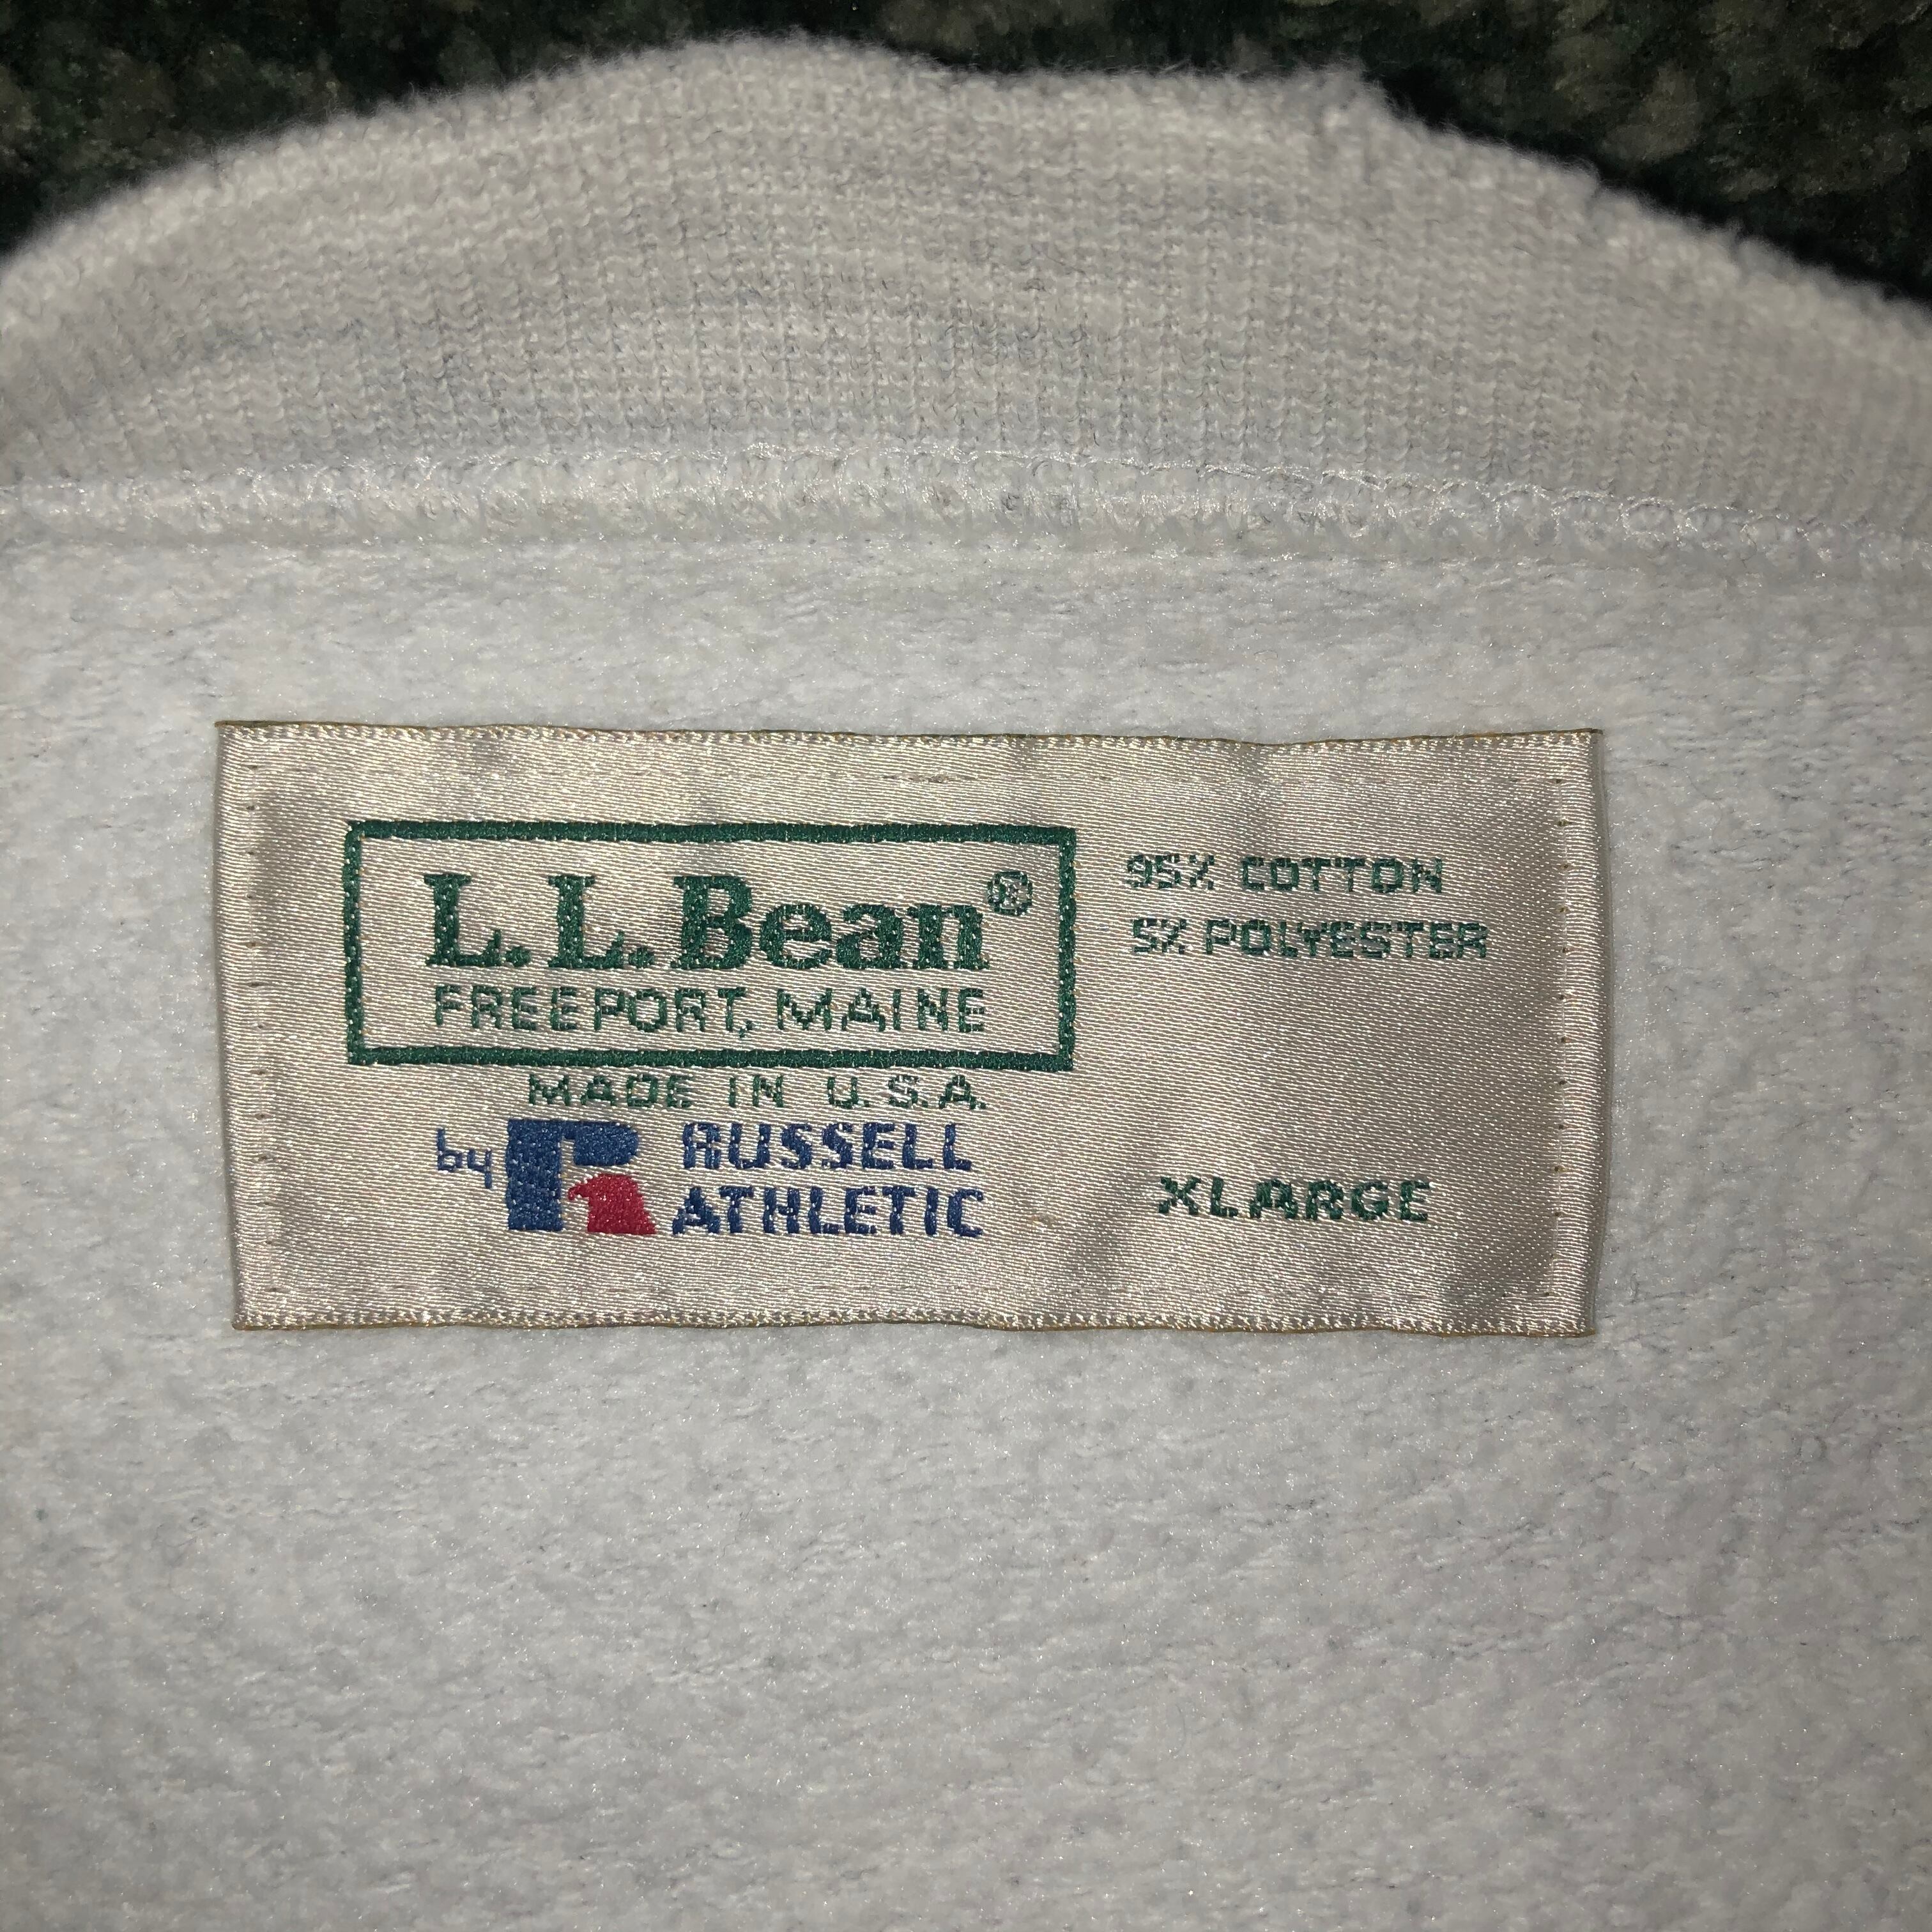 L.L.Bean®
FREEPORT, MAINE
MADE IN U.S.A.
by R RUSSELL
ATHLETIC
95% COTTON
5% POLYESTER
XLARGE